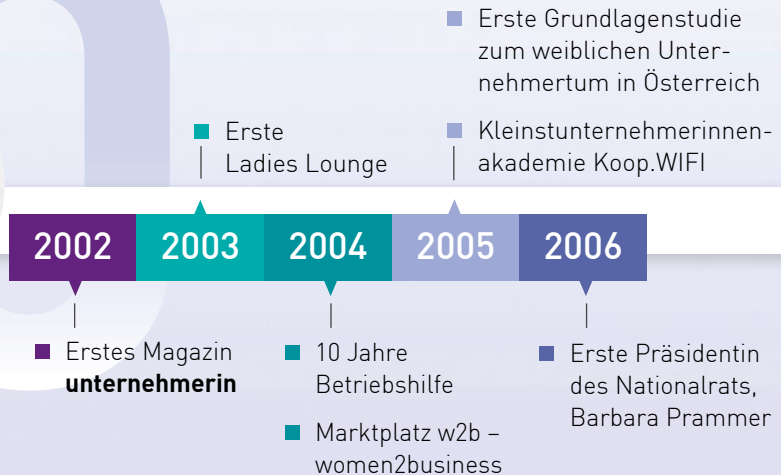 Erste Grundlagenstudie
zum weiblichen Unter-
nehmertum in Österreich
Erste
Ladies Lounge
Kleinstunternehmerinnen-
akademie Koop.WIFI
2002
2003
2004
2005
2006
Erstes Magazin
unternehmerin
10 Jahre
Betriebshilfe
Marktplatz w2b –
women2business
Erste Präsidentin
des Nationalrats,
Barbara Prammer